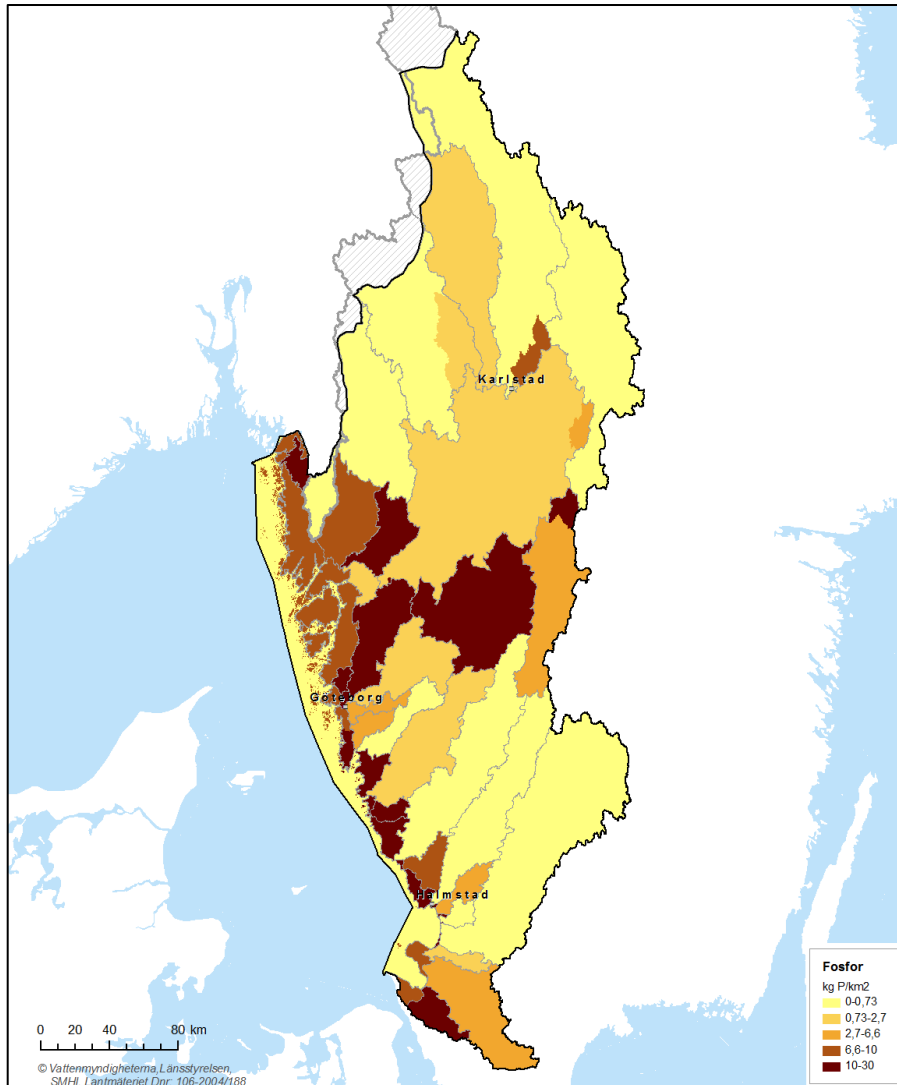 Karlstad
Göteborg
Halmstad
Fosfor
kg P/km2
0-0,73
0,73-2,7
2,7-6,6
6,6-10
10-30
0 20 40 80 km
© Vattenmyndigheterna,Länsstyrelsen,
SMHI, Lantmäteriet Dnr: 106-2004/188